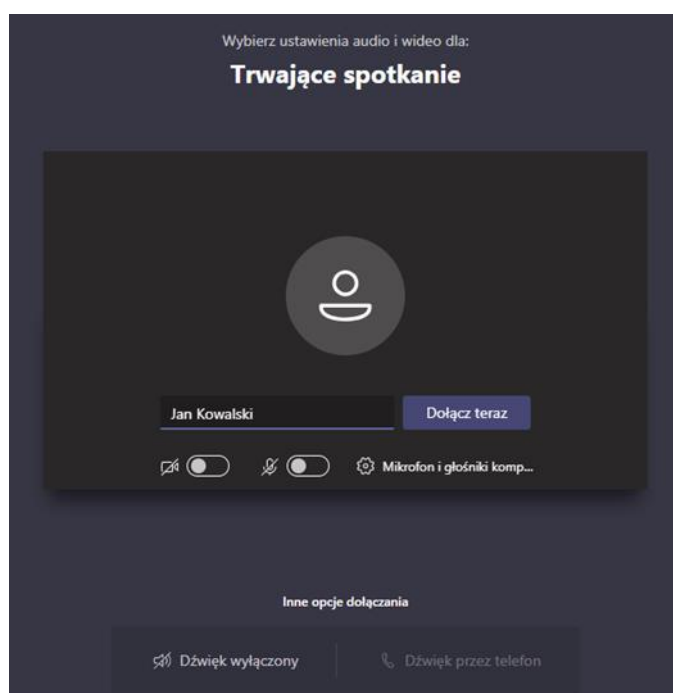 Wybierz ustawienia audio i wideo dla:
Trwające spotkanie
Jan Kowalski
Dołącz teraz
Mikrofon i głośniki komp...
Inne opcje dołączania
Dźwięk wyłączony
Dźwięk przez telefon